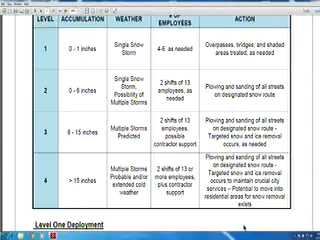 LEVEL ACCUMULATION WEATHER # OF EMPLOYEES ACTION
1 0 - 1 inches Single Snow Storm 4-6, as needed Overpasses, bridges, and shaded areas treated, as needed
2 0 - 6 inches Single Snow Storm, Possibility of Multiple Storms 2 shifts of 13 employees, as needed Plowing and sanding of all streets on designated snow route
3 6 - 15 inches Multiple Storms Predicted 2 shifts of 13 employees, possible contractor support Plowing and sanding of all streets on designated snow route - Targeted snow and ice removal occurs, as needed
4 > 15 inches Multiple Storms Probable and/or extended cold weather 2 shifts of 13 or more employees, plus contractor support Plowing and sanding of all streets on designated snow route - Targeted snow and ice removal occurs to maintain crucial city services – Potential to move into residential areas for snow removal exists
Level One Deployment